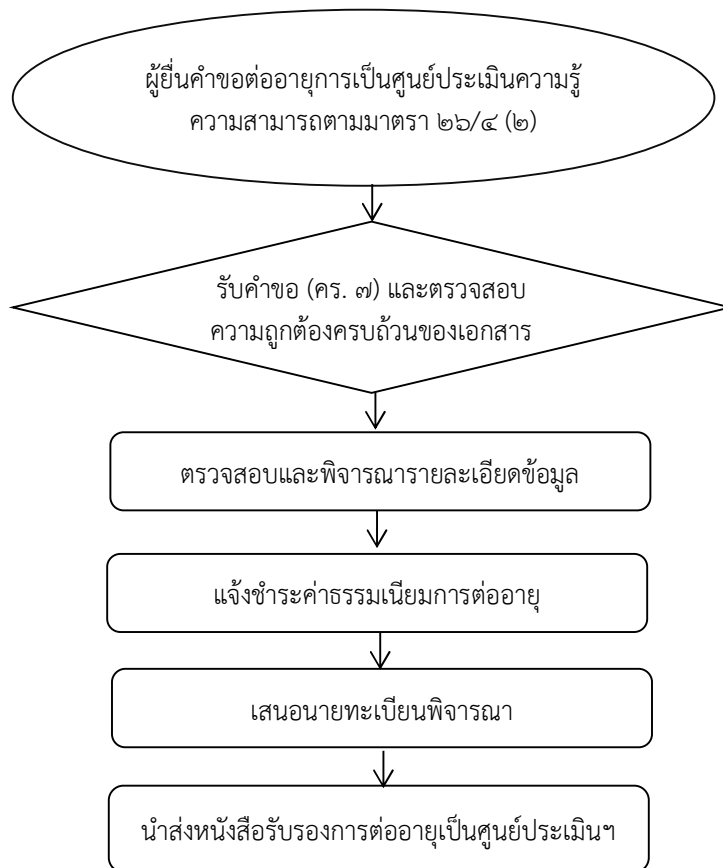 ผู้ยื่นคำขอต่ออายุการเป็นศูนย์ประเมินความรู้
ความสามารถตามมาตรา ๒๖/๔ (๒)
รับคำขอ (คร. ๗) และตรวจสอบ
ความถูกต้องครบถ้วนของเอกสาร
ตรวจสอบและพิจารณารายละเอียดข้อมูล
แจ้งชำระค่าธรรมเนียมการต่ออายุ
เสนอนายทะเบียนพิจารณา
นำส่งหนังสือรับรองการต่ออายุเป็นศูนย์ประเมินฯ